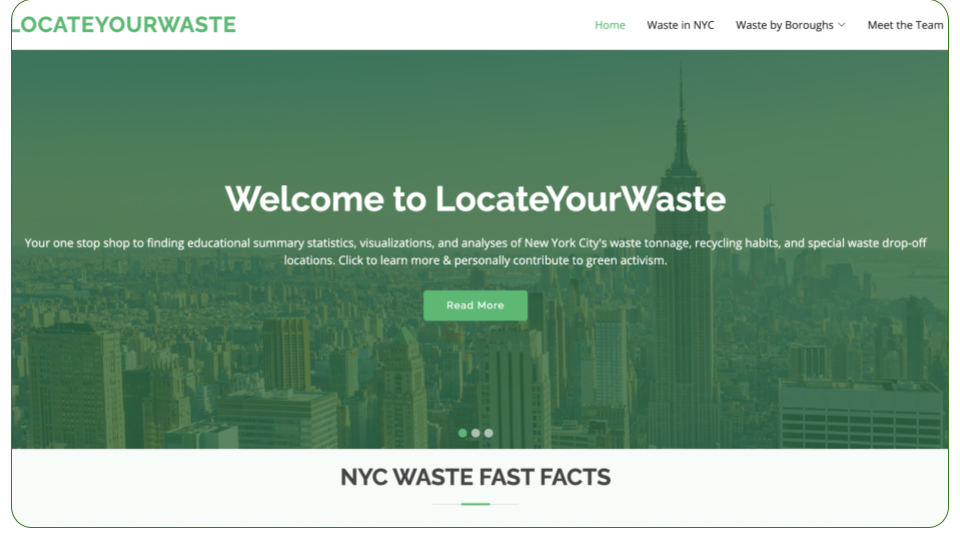 LOCATEYOURWASTE
Home Waste in NYC Waste by Boroughs Meet the Team
Welcome to LocateYourWaste
Your one stop shop to finding educational summary statistics, visualizations, and analyses of New York City's waste tonnage, recycling habits, and special waste drop-off
locations. Click to learn more & personally contribute to green activism.
Read More
NYC WASTE FAST FACTS